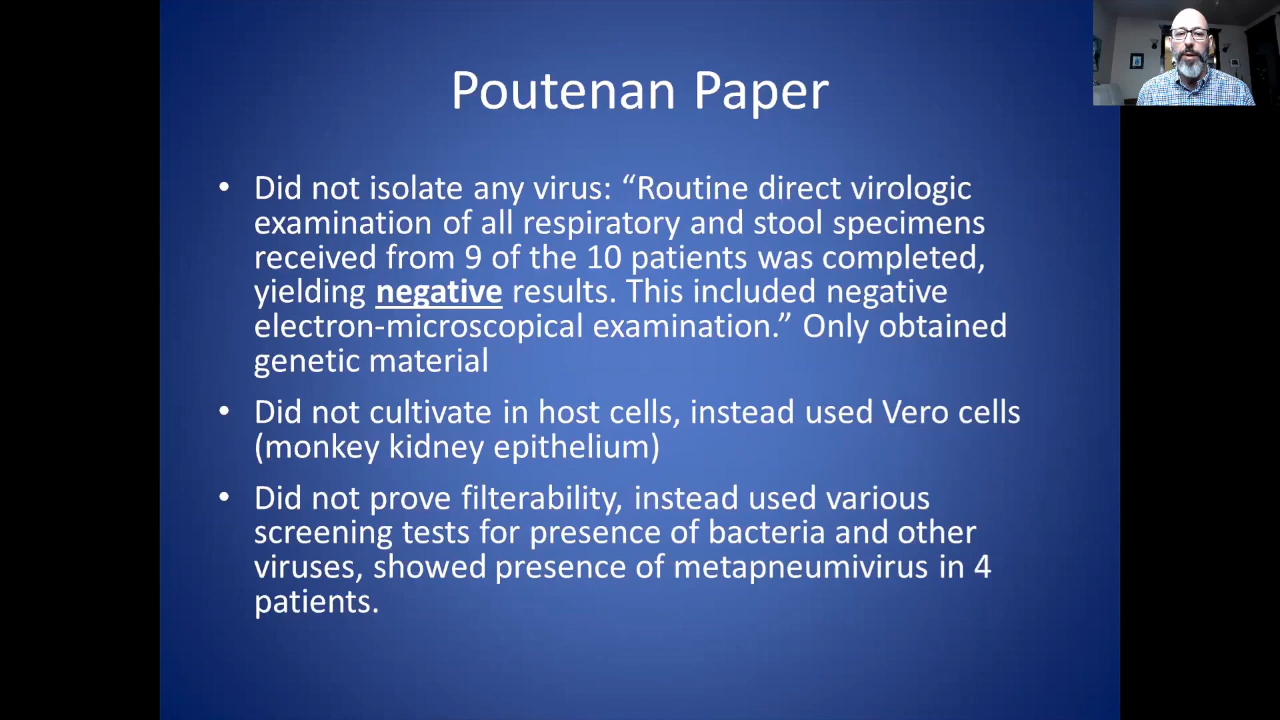 Poutenan Paper
• Did not isolate any virus: “Routine direct virologic
examination of all respiratory and stool specimens
received from 9 of the 10 patients was completed,
yielding negative results. This included negative
electron-microscopical examination.” Only obtained
genetic material
• Did not cultivate in host cells, instead used Vero cells
(monkey kidney epithelium)
• Did not prove filterability, instead used various
screening tests for presence of bacteria and other
viruses, showed presence of metapneumivirus in 4
patients.